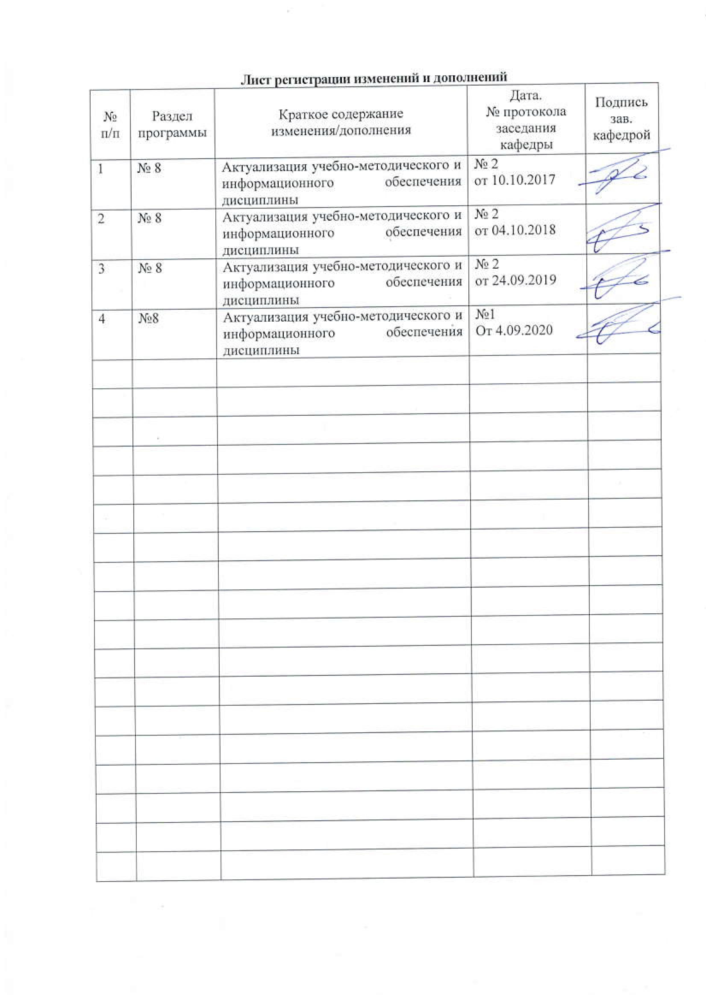 Лист регистрации изменений и дополнений
№
п/п
Раздел
программы
Краткое содержание
изменения/дополнения
Дата.
№ протокола
заседания
кафедры
Подпись
зав.
кафедрой
1
№ 8
Актуализация учебно-методического и
информационного обеспечения
дисциплины
№ 2
от 10.10.2017
2
№ 8
Актуализация учебно-методического и
информационного обеспечения
дисциплины
№ 2
от 04.10.2018
3
№ 8
Актуализация учебно-методического и
информационного обеспечения
дисциплины
№ 2
от 24.09.2019
4
№8
Актуализация учебно-методического и
информационного обеспечения
дисциплины
№1
От 4.09.2020